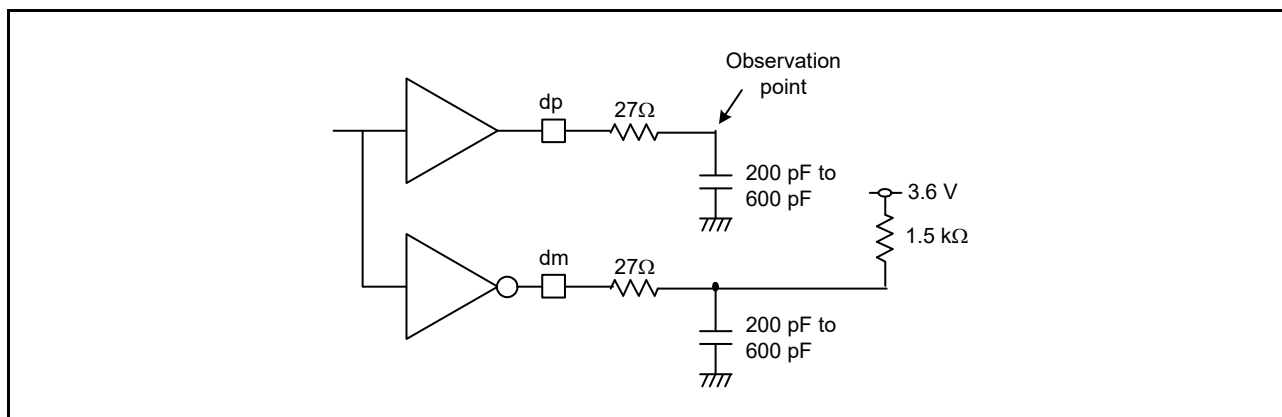 Observation
point
dp
27Ω
200 pF to
600 pF
3.6 V
1.5 kΩ
dm
27Ω
200 pF to
600 pF